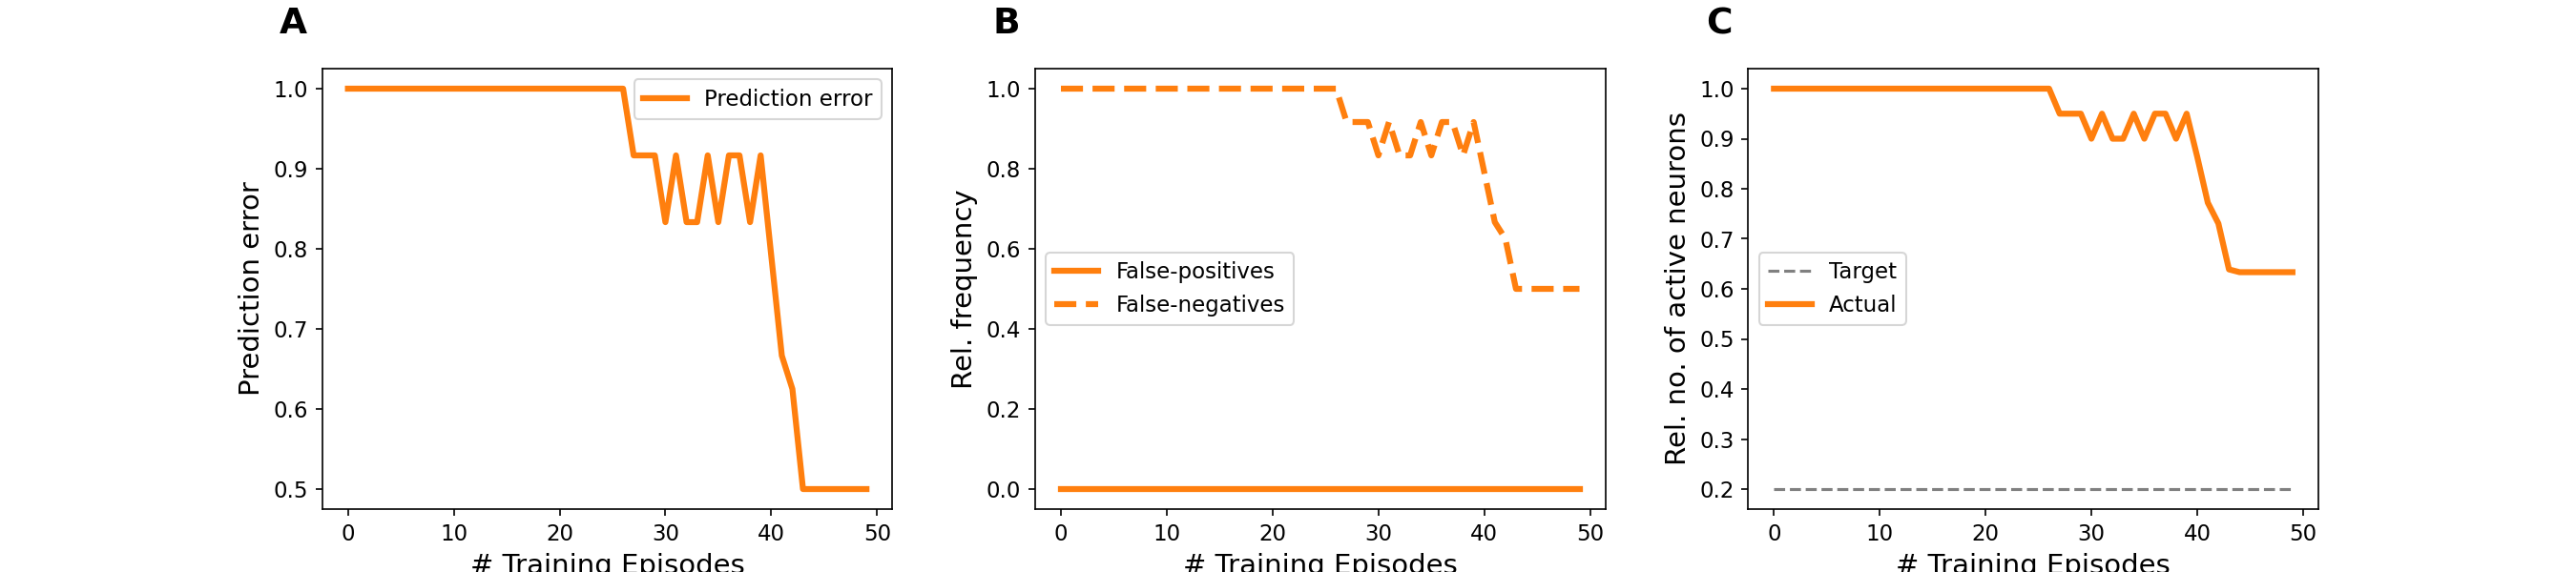 A
Prediction error
1.0
0.9
0.8
0.7
0.6
0.5
Prediction error
0 10 20 30 40 50
# Training Episodes
B
Rel. frequency
1.0
0.8
0.6
0.4
0.2
0.0
False-positives
False-negatives
0 10 20 30 40 50
# Training Episodes
C
Rel. no. of active neurons
1.0
0.9
0.8
0.7
0.6
0.5
0.4
0.3
0.2
Target
Actual
0 10 20 30 40 50
# Training Episodes